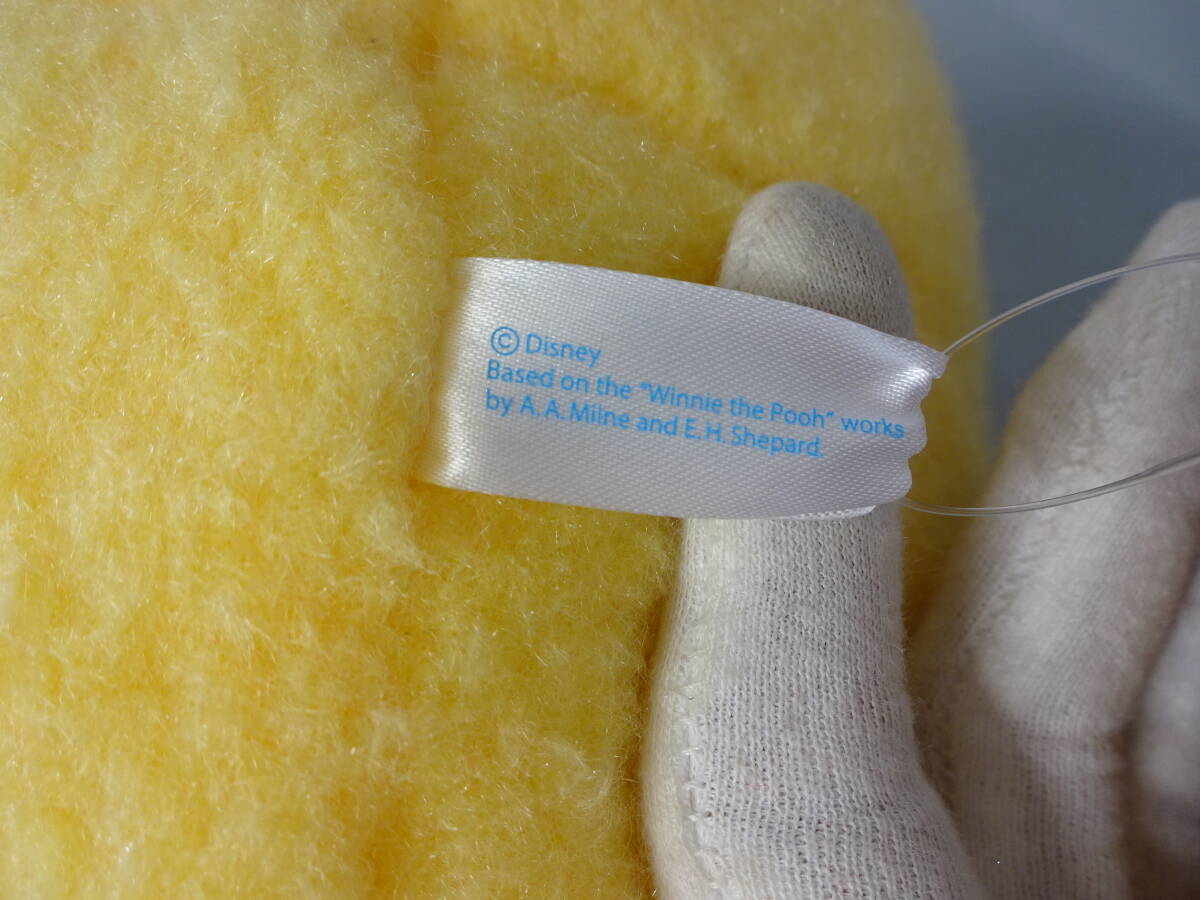 © Disney
Based on the "Winnie the Pooh" works
by A. A. Milne and E. H. Shepard.